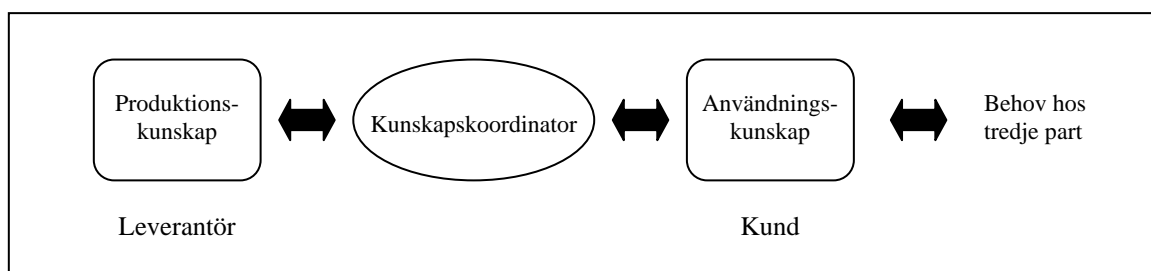 Produktions-
kunskap
Kunskapskoordinator
Användnings-
kunskap
Behov hos
tredje part
Leverantör
Kund